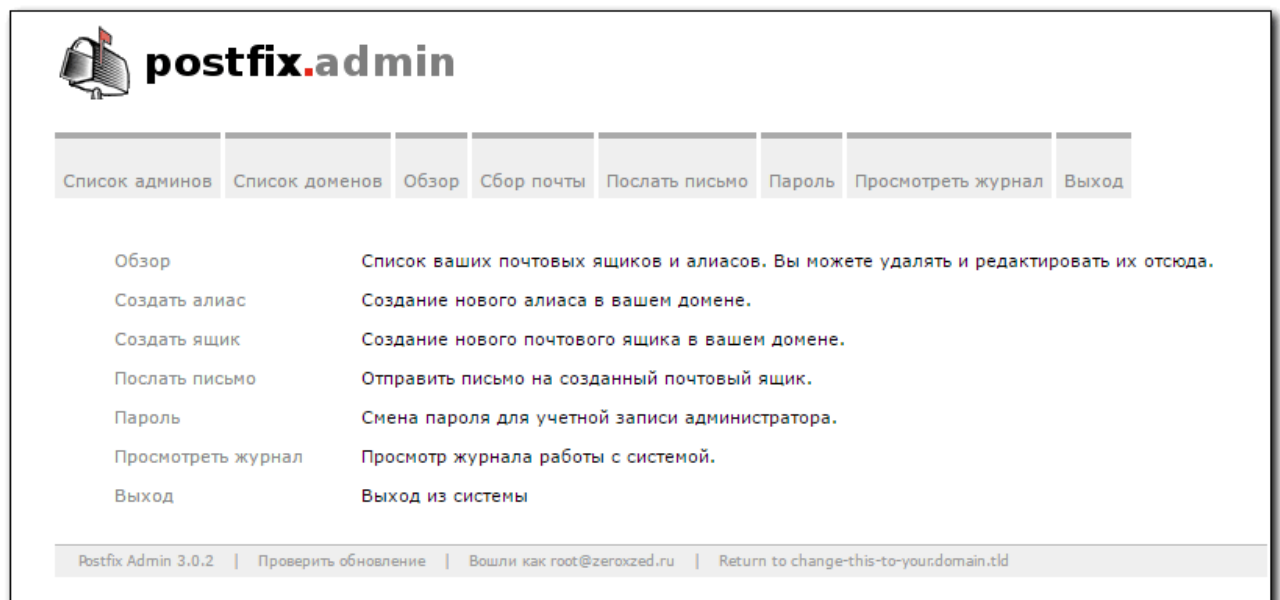 postfix.admin
Список админов Список доменов Обзор Сбор почты Послать письмо Пароль Просмотреть журнал Выход
Обзор Список ваших почтовых ящиков и алиасов. Вы можете удалять и редактировать их отсюда.
Создать алиас Создание нового алиаса в вашем домене.
Создать ящик Создание нового почтового ящика в вашем домене.
Послать письмо Отправить письмо на созданный почтовый ящик.
Пароль Смена пароля для учетной записи администратора.
Просмотреть журнал Просмотр журнала работы с системой.
Выход Выход из системы
Postfix Admin 3.0.2 | Проверить обновление | Вошли как root@zeroxzed.ru | Return to change-this-to-your.domain.tld